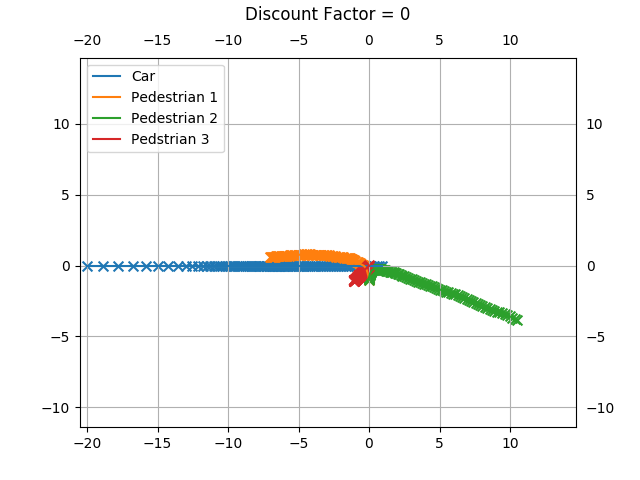 Discount Factor = 0
−20 −15 −10 −5 0 5 10
Car
Pedestrian 1
Pedestrian 2
Pedstrian 3
10 10
5 5
0 0
−5 −5
−10 −10
−20 −15 −10 −5 0 5 10